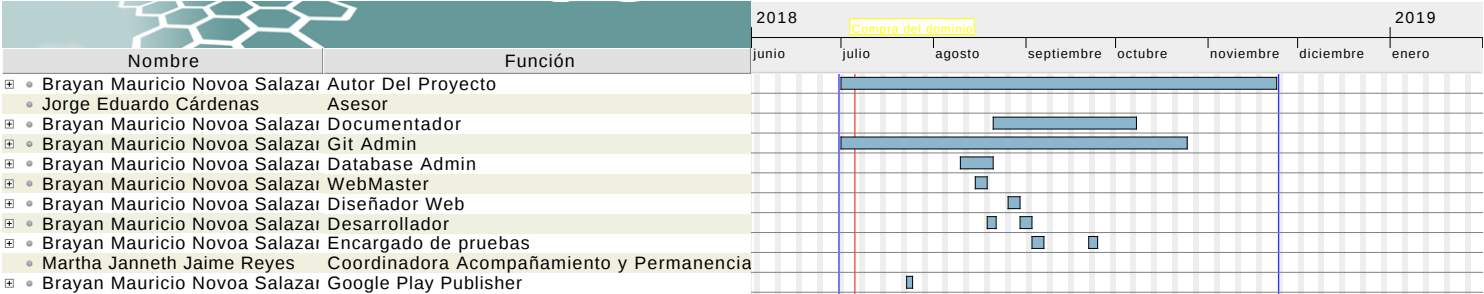 2018
2019
Compra del dominio
junio julio agosto septiembre octubre noviembre diciembre enero
Nombre Función
Brayan Mauricio Novoa Salazar Autor Del Proyecto
Jorge Eduardo Cárdenas Asesor
Brayan Mauricio Novoa Salazar Documentador
Brayan Mauricio Novoa Salazar Git Admin
Brayan Mauricio Novoa Salazar Database Admin
Brayan Mauricio Novoa Salazar WebMaster
Brayan Mauricio Novoa Salazar Diseñador Web
Brayan Mauricio Novoa Salazar Desarrollador
Brayan Mauricio Novoa Salazar Encargado de pruebas
Martha Janneth Jaime Reyes Coordinadora Acompañamiento y Permanencia
Brayan Mauricio Novoa Salazar Google Play Publisher